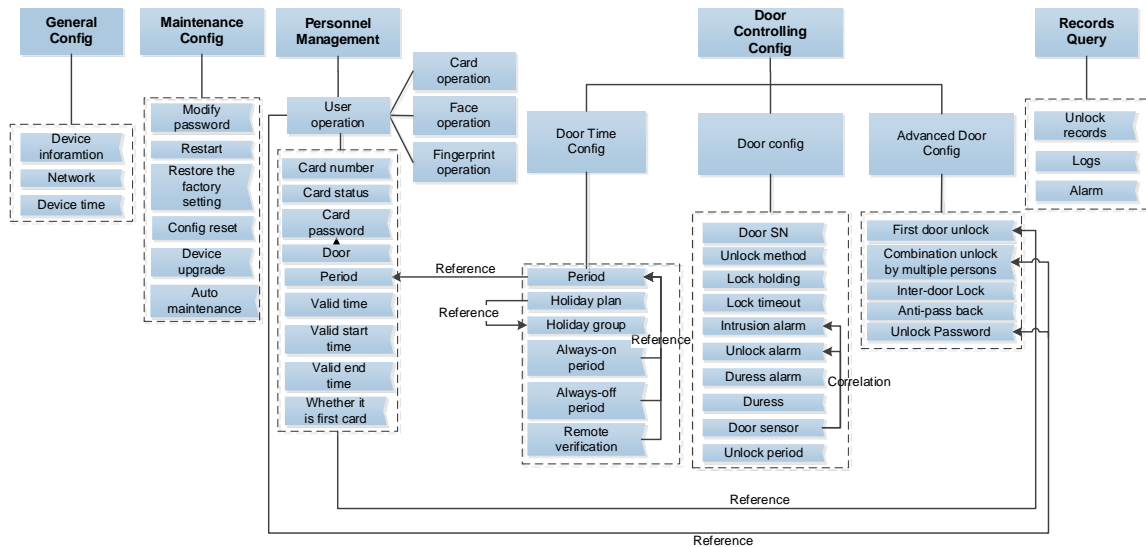 General
Config
Maintenance
Config
Personnel
Management
Door
Controlling
Config
Records
Query
Device
inforamtion
Network
Device time
Modify
password
Restart
Restore the
factory
setting
Config reset
Device
upgrade
Auto
maintenance
User
operation
Card
operation
Face
operation
Fingerprint
operation
Card number
Card status
Card
password
Door
Period
Valid time
Valid start
time
Valid end
time
Whether it
is first card
Door Time
Config
Door config
Advanced Door
Config
Reference
Period
Holiday plan
Reference
Holiday group
Reference
Always-on
period
Always-off
period
Remote
verification
Door SN
Unlock method
Lock holding
Lock timeout
Intrusion alarm
Unlock alarm
Duress alarm
Correlation
Duress
Door sensor
Unlock period
First door unlock
Combination unlock
by multiple persons
Inter-door Lock
Anti-pass back
Unlock Password
Unlock
records
Logs
Alarm
Reference
Reference